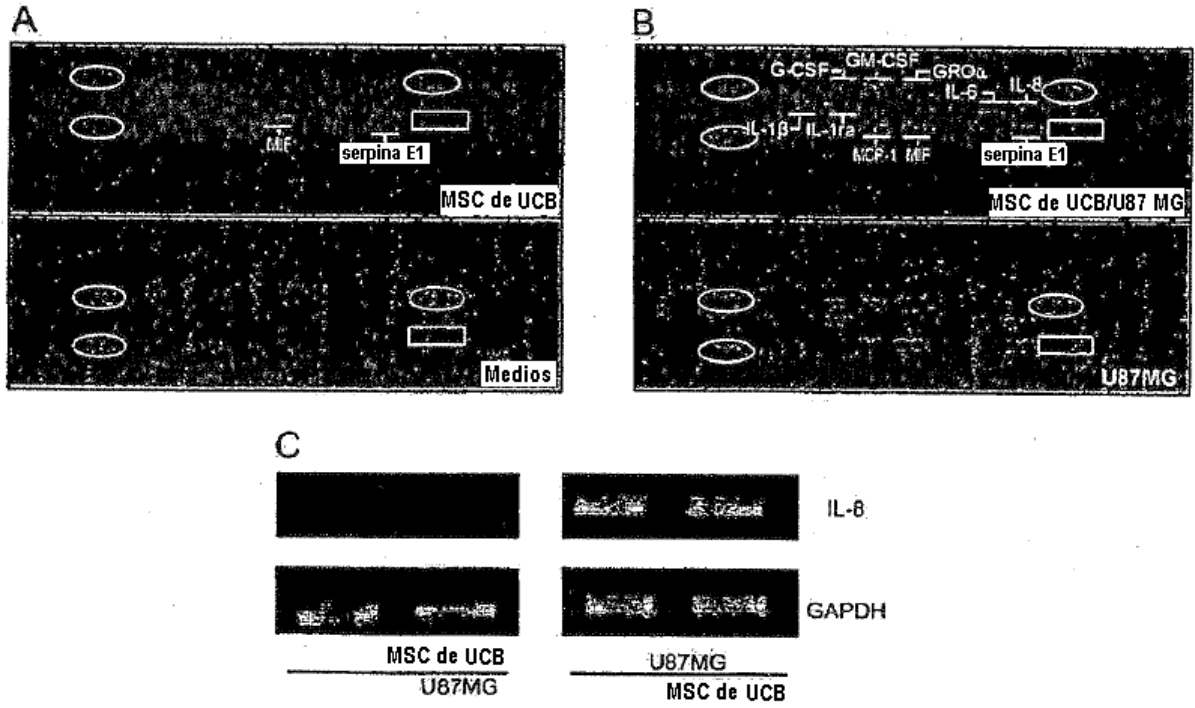 A
MIF
serpina E1
MSC de UCB
Medios
B
GM-CSF
G-CSF
GROα
IL-6
IL-8
IL-1β
IL-1ra
MCP-1
MIF
serpina E1
MSC de UCB/U87 MG
U87MG
C
IL-8
GAPDH
MSC de UCB
U87MG
U87MG
MSC de UCB